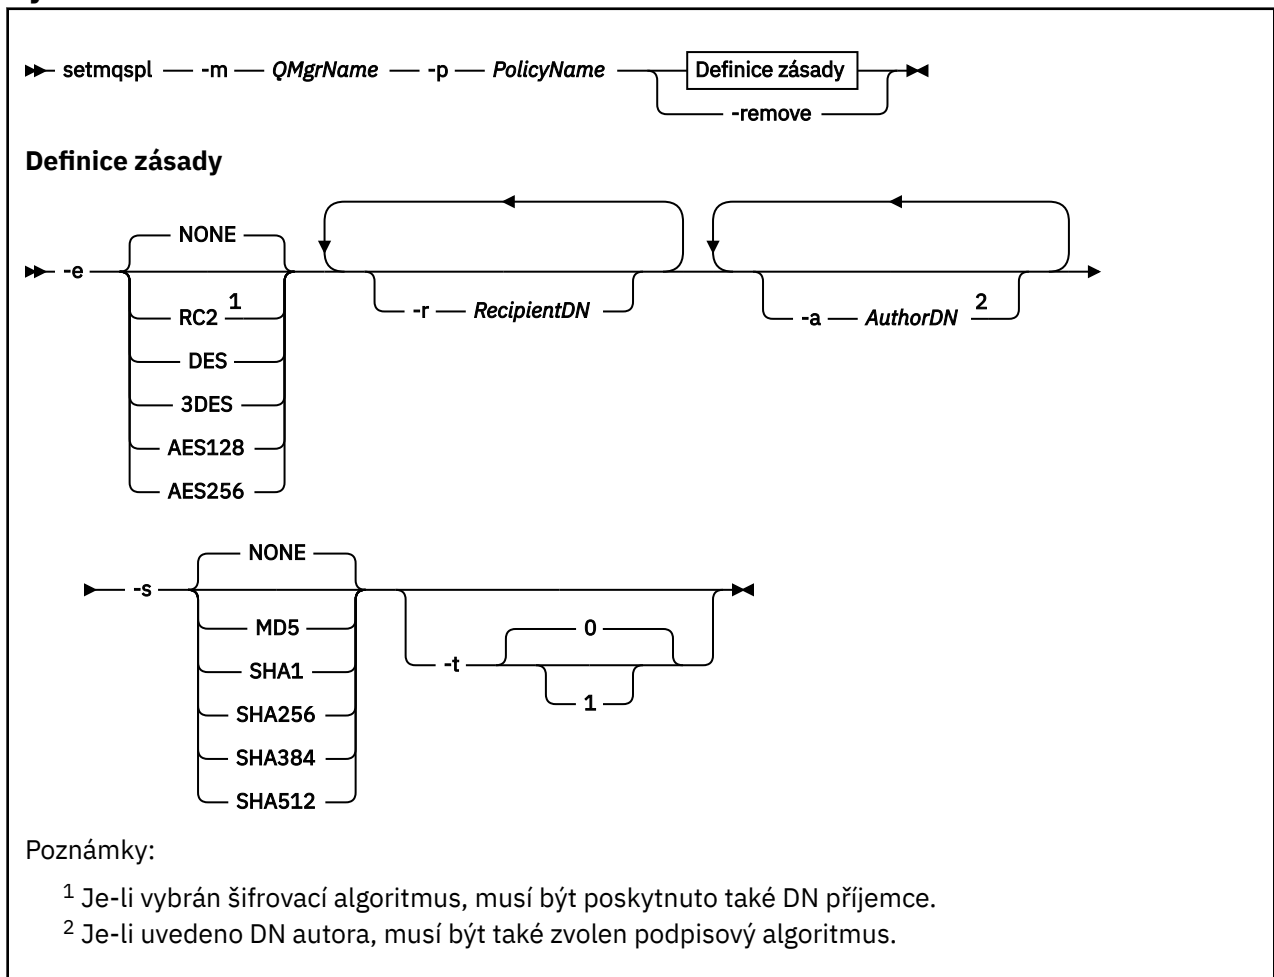 setmqspl -m QMgrName -p PolicyName Definice zásady
-remove
Definice zásady
NONE
-e
RC2 1
DES
3DES
AES128
AES256
-r RecipientDN
-a AuthorDN 2
NONE
-s
MD5
SHA1
SHA256
SHA384
SHA512
-t
0
1
Poznámky:
1 Je-li vybrán šifrovací algoritmus, musí být poskytnuto také DN příjemce.
2 Je-li uvedeno DN autora, musí být také zvolen podpisový algoritmus.